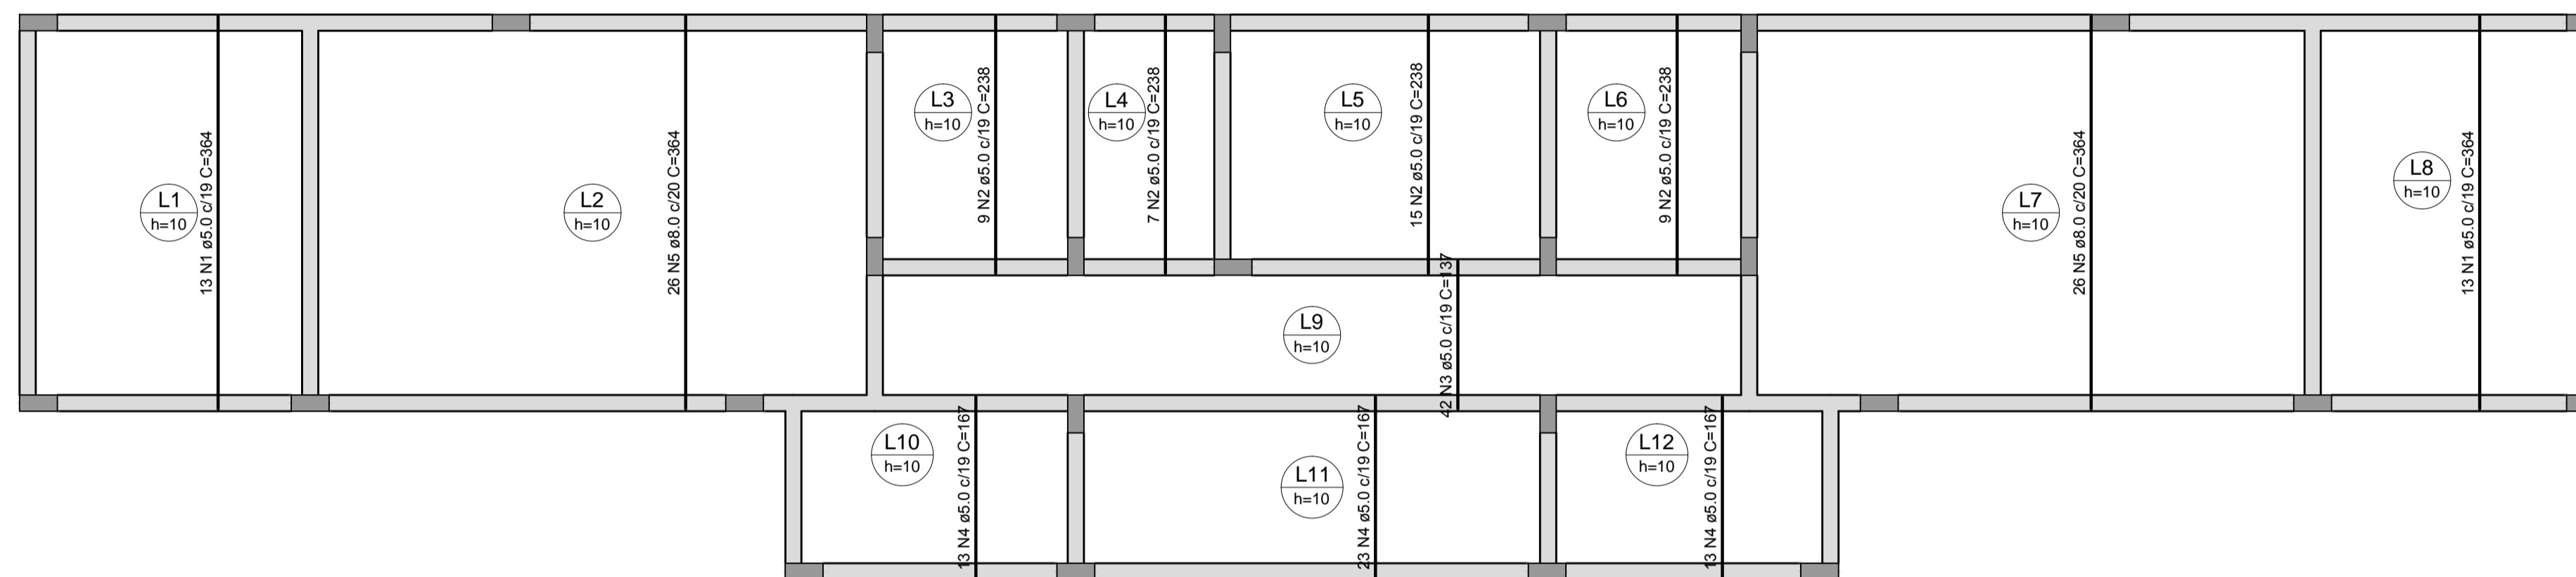 L1
h=10
13 N1 ø5.0 c/19 C=364
L2
h=10
26 N5 ø8.0 c/20 C=364
L3
h=10
9 N2 ø5.0 c/19 C=238
L4
h=10
7 N2 ø5.0 c/19 C=238
L5
h=10
15 N2 ø5.0 c/19 C=238
L6
h=10
9 N2 ø5.0 c/19 C=238
L7
h=10
26 N5 ø8.0 c/20 C=364
L8
h=10
13 N1 ø5.0 c/19 C=364
L9
h=10
42 N3 ø5.0 c/19 C=137
L10
h=10
13 N4 ø5.0 c/19 C=167
L11
h=10
23 N4 ø5.0 c/19 C=167
L12
h=10
13 N4 ø5.0 c/19 C=167